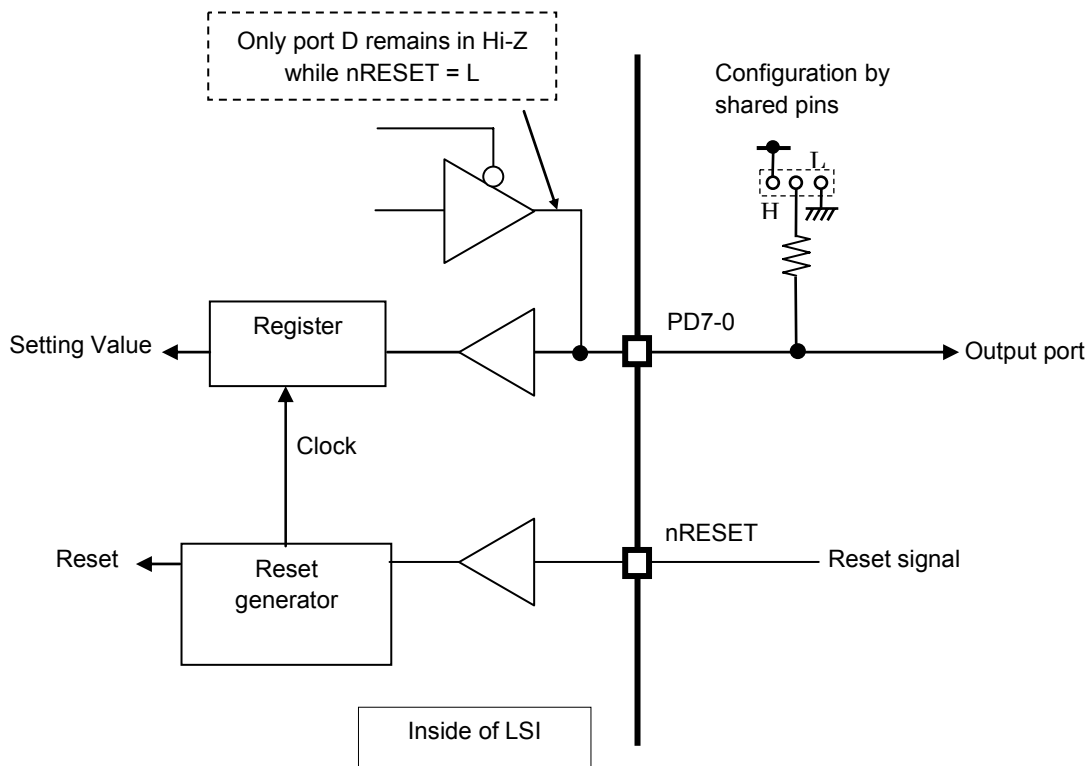 Only port D remains in Hi-Z
while nRESET = L
Configuration by
shared pins
L
H
PD7-0
Register
Setting Value
Output port
Clock
nRESET
Reset
Reset
generator
Reset signal
Inside of LSI